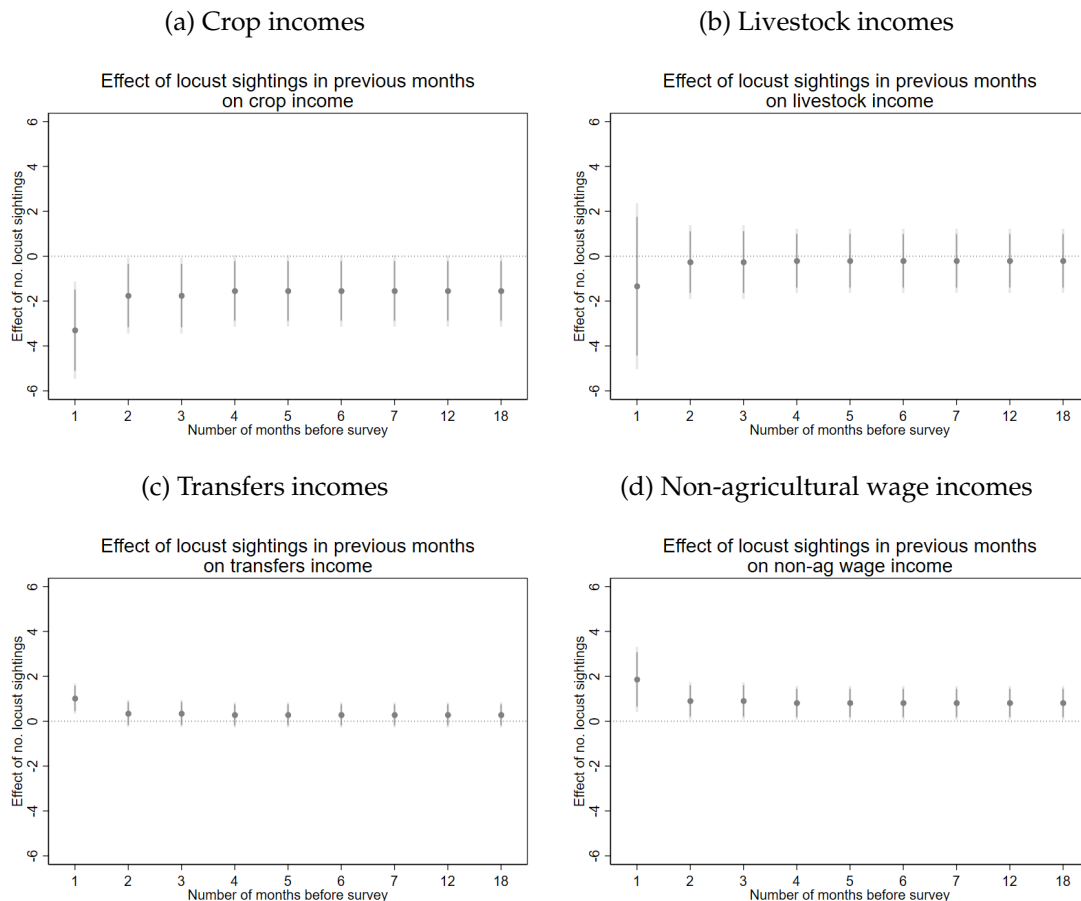 (a) Crop incomes
Effect of locust sightings in previous months
on crop income
Effect of no. locust sightings
6
4
2
0
-2
-4
-6
1 2 3 4 5 6 7 12 18
Number of months before survey
(b) Livestock incomes
Effect of locust sightings in previous months
on livestock income
Effect of no. locust sightings
6
4
2
0
-2
-4
-6
1 2 3 4 5 6 7 12 18
Number of months before survey
(c) Transfers incomes
Effect of locust sightings in previous months
on transfers income
Effect of no. locust sightings
6
4
2
0
-2
-4
-6
1 2 3 4 5 6 7 12 18
Number of months before survey
(d) Non-agricultural wage incomes
Effect of locust sightings in previous months
on non-ag wage income
Effect of no. locust sightings
6
4
2
0
-2
-4
-6
1 2 3 4 5 6 7 12 18
Number of months before survey